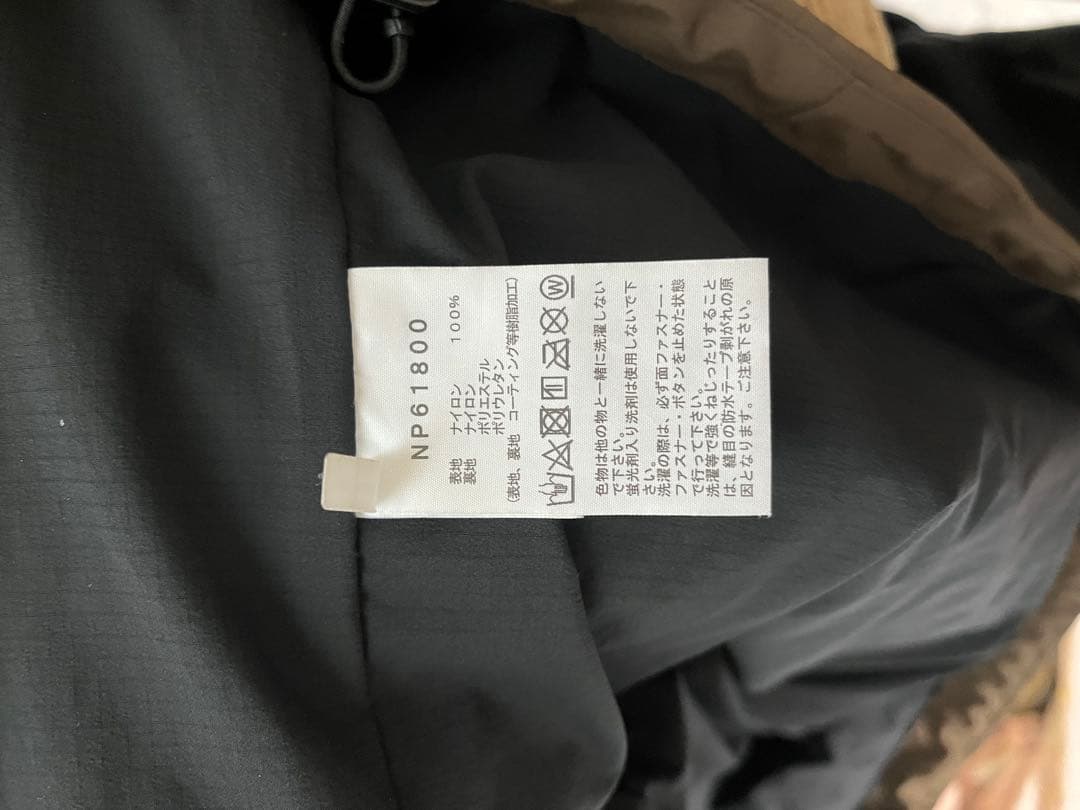 NP61800
表地 ナイロン 100%
裏地 ナイロン
ポリエステル
ポリウレタン
(表地、裏地 コーティング等樹脂加工)
W
色物は他の物と一緒に洗濯しない
で下さい。
蛍光剤入り洗剤は使用しないで下
さい。
洗濯の際は、必ず面ファスナー・
ファスナー・ボタンを止めた状態
で行って下さい。
洗濯等で強くねじったりすること
は、縫目の防水テープ剥がれの原
因となります。ご注意下さい。